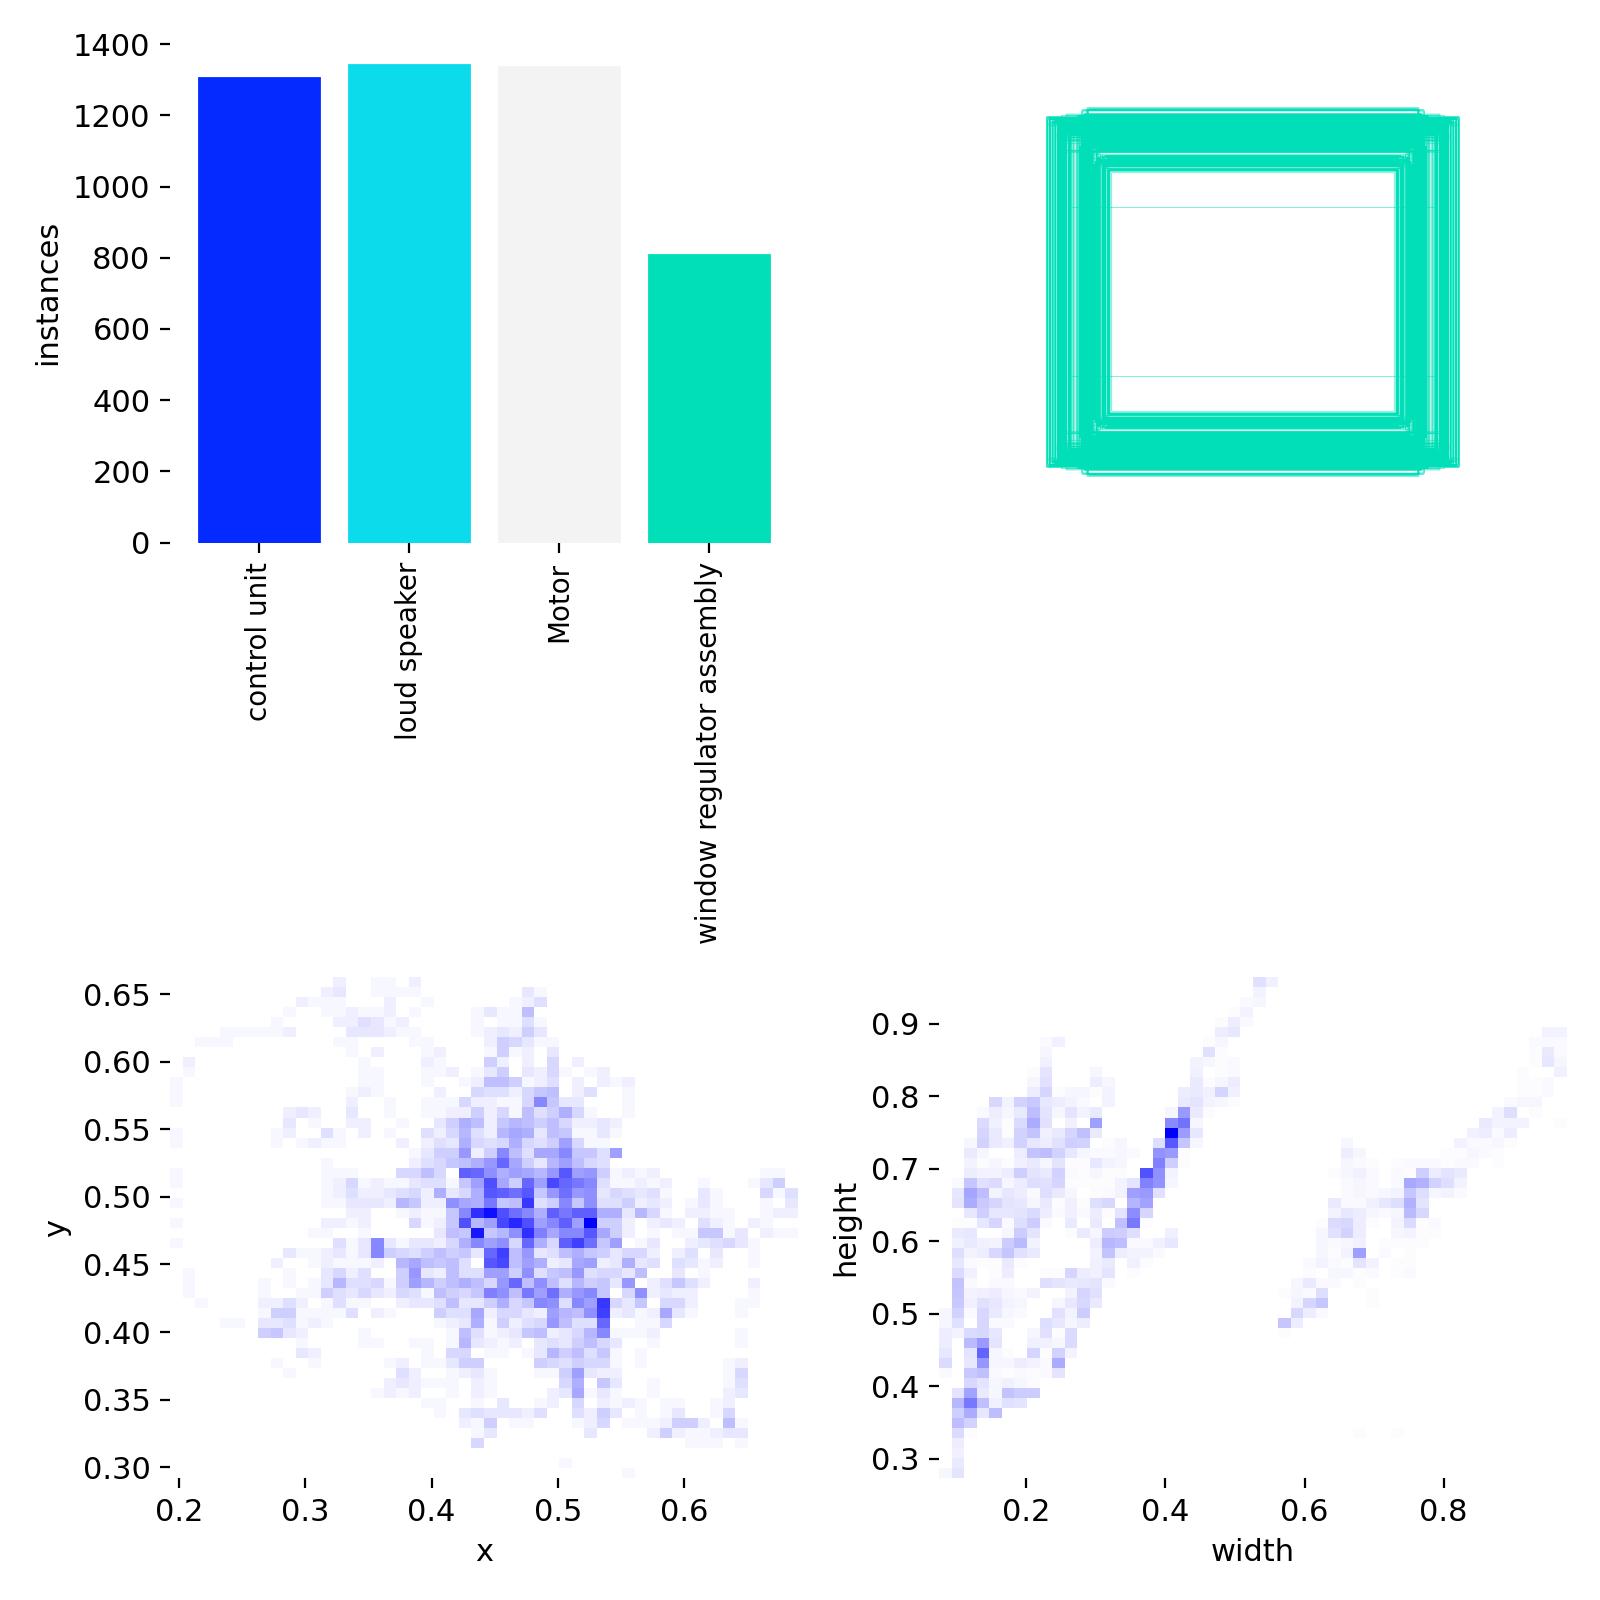 1400
1200
1000
800
600
400
200
0
instances
control unit
loud speaker
Motor
window regulator assembly
0.65
0.60
0.55
0.50
0.45
0.40
0.35
0.30
y
0.2 0.3 0.4 0.5 0.6
x
0.9
0.8
0.7
0.6
0.5
0.4
0.3
height
0.2 0.4 0.6 0.8
width